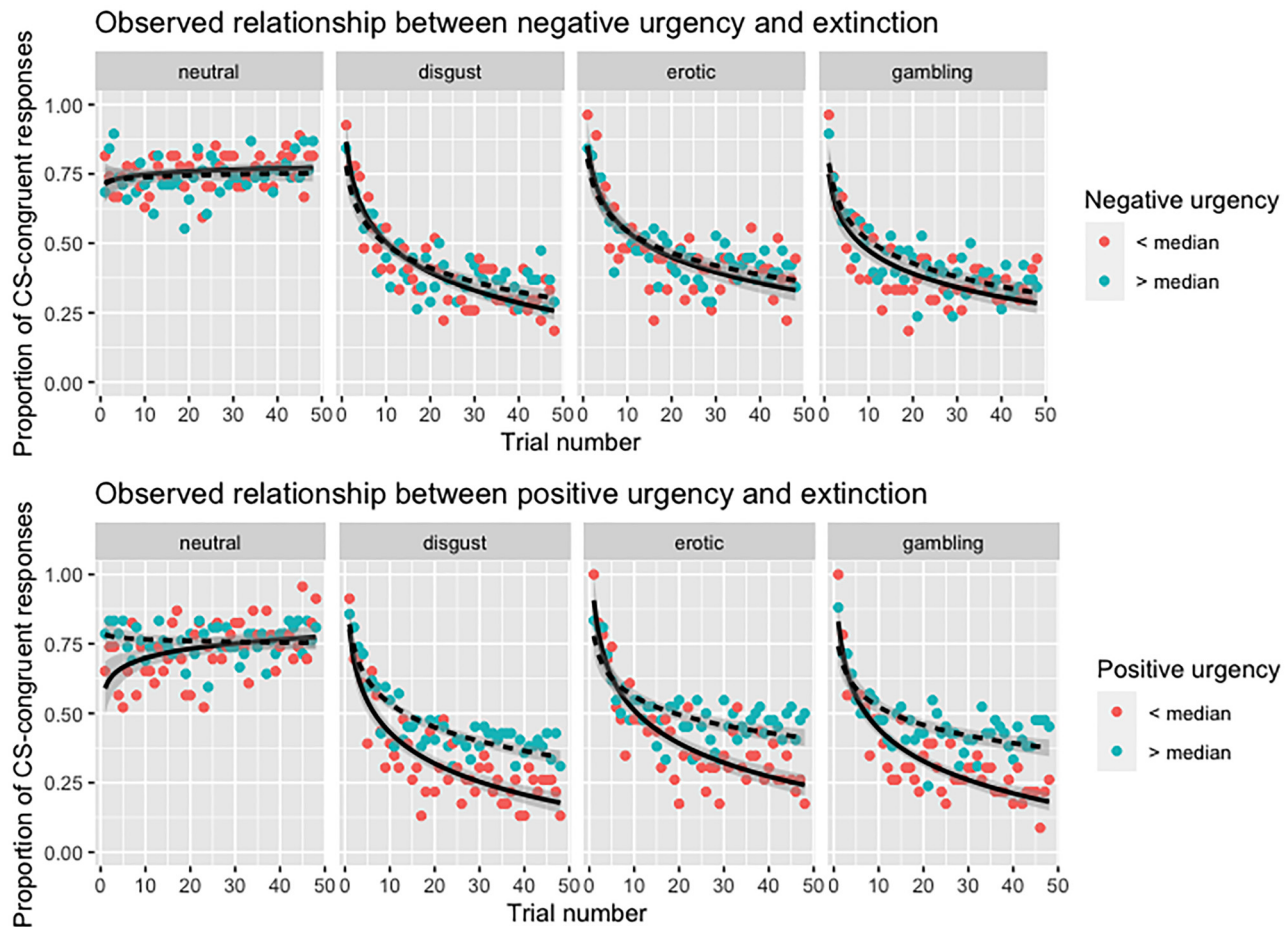 Observed relationship between negative urgency and extinction
neutral disgust erotic gambling
Proportion of CS-congruent responses
1.00
0.75
0.50
0.25
0.00
0 10 20 30 40 50 0 10 20 30 40 50 0 10 20 30 40 50 0 10 20 30 40 50
Trial number
Negative urgency
< median
> median
Observed relationship between positive urgency and extinction
neutral disgust erotic gambling
Proportion of CS-congruent responses
1.00
0.75
0.50
0.25
0.00
0 10 20 30 40 50 0 10 20 30 40 50 0 10 20 30 40 50 0 10 20 30 40 50
Trial number
Positive urgency
< median
> median